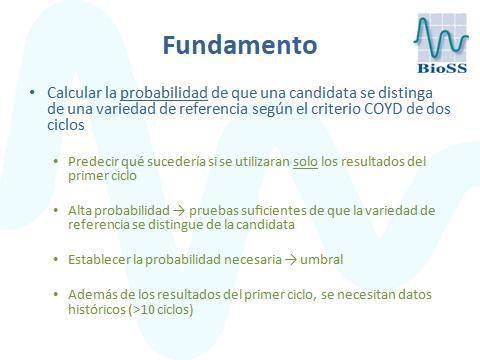 Fundamento
BioSS
• Calcular la probabilidad de que una candidata se distinga
de una variedad de referencia según el criterio COYD de dos
ciclos
• Predecir qué sucedería si se utilizaran solo los resultados del
primer ciclo
• Alta probabilidad → pruebas suficientes de que la variedad de
referencia se distingue de la candidata
• Establecer la probabilidad necesaria → umbral
• Además de los resultados del primer ciclo, se necesitan datos
históricos (>10 ciclos)